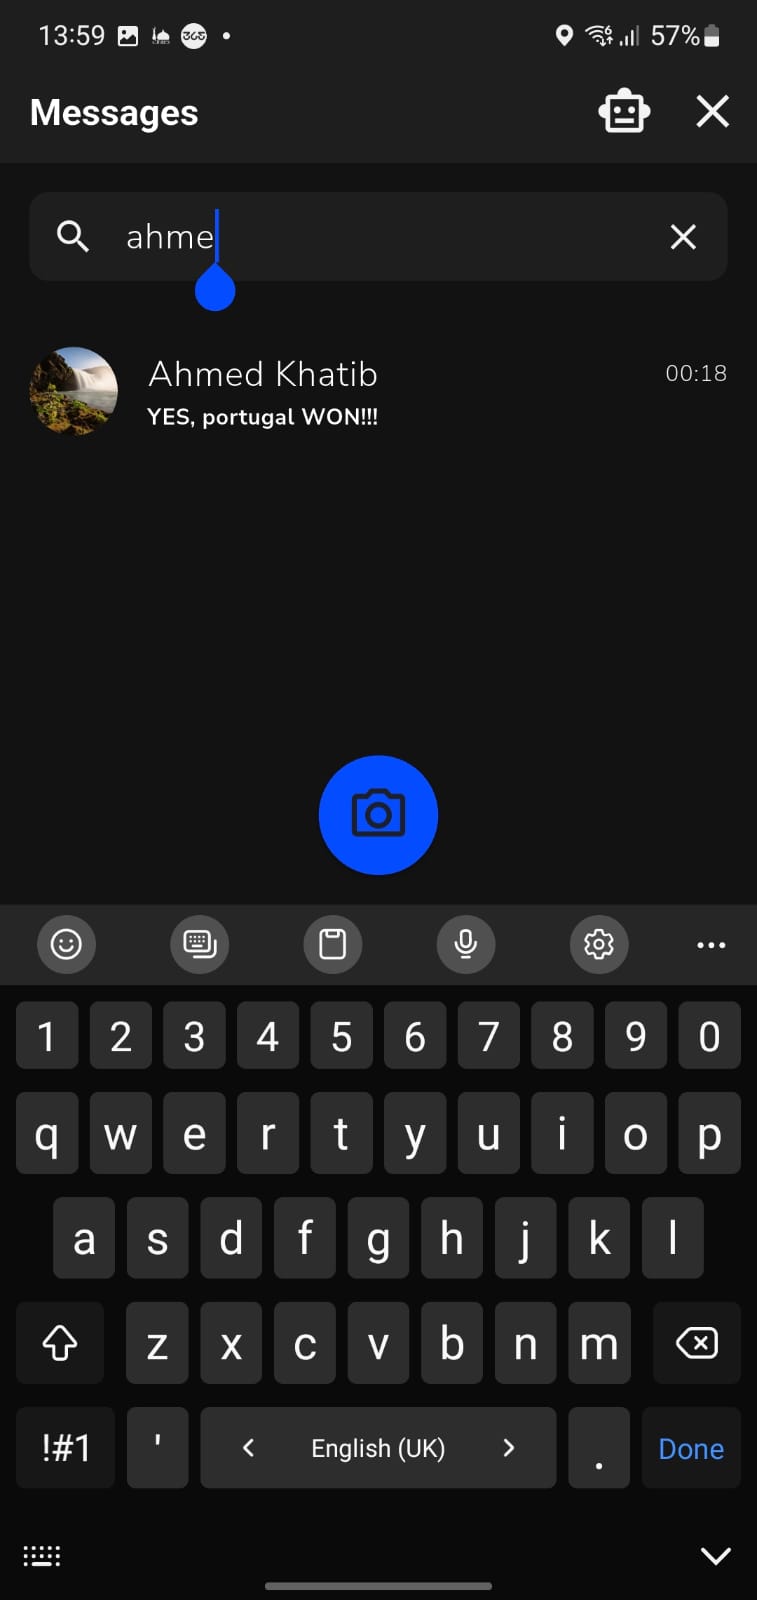 13:59 365 57%
Messages
ahme
Ahmed Khatib 00:18
YES, portugal WON!!!
1 2 3 4 5 6 7 8 9 0
q w e r t y u i o p
a s d f g h j k l
z x c v b n m
!#1 ' < English (UK) > . Done